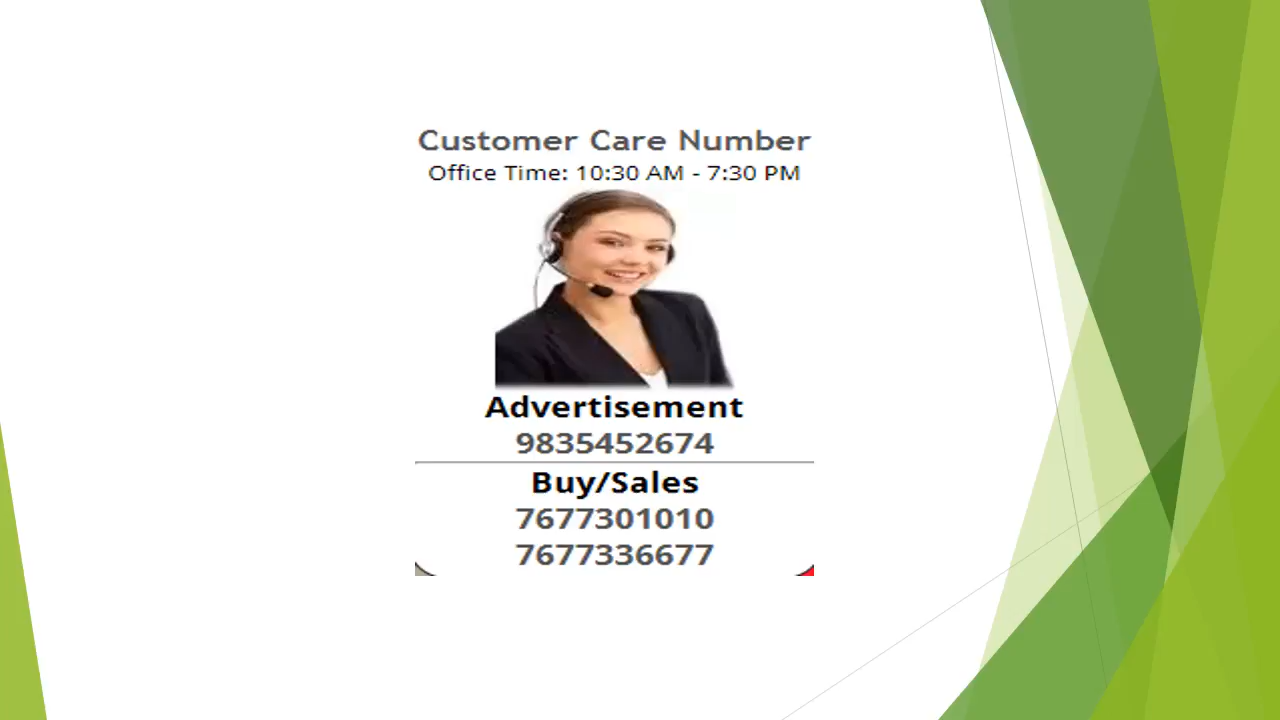 Customer Care Number
Office Time: 10:30 AM - 7:30 PM
Advertisement
9835452674
Buy/Sales
7677301010
7677336677